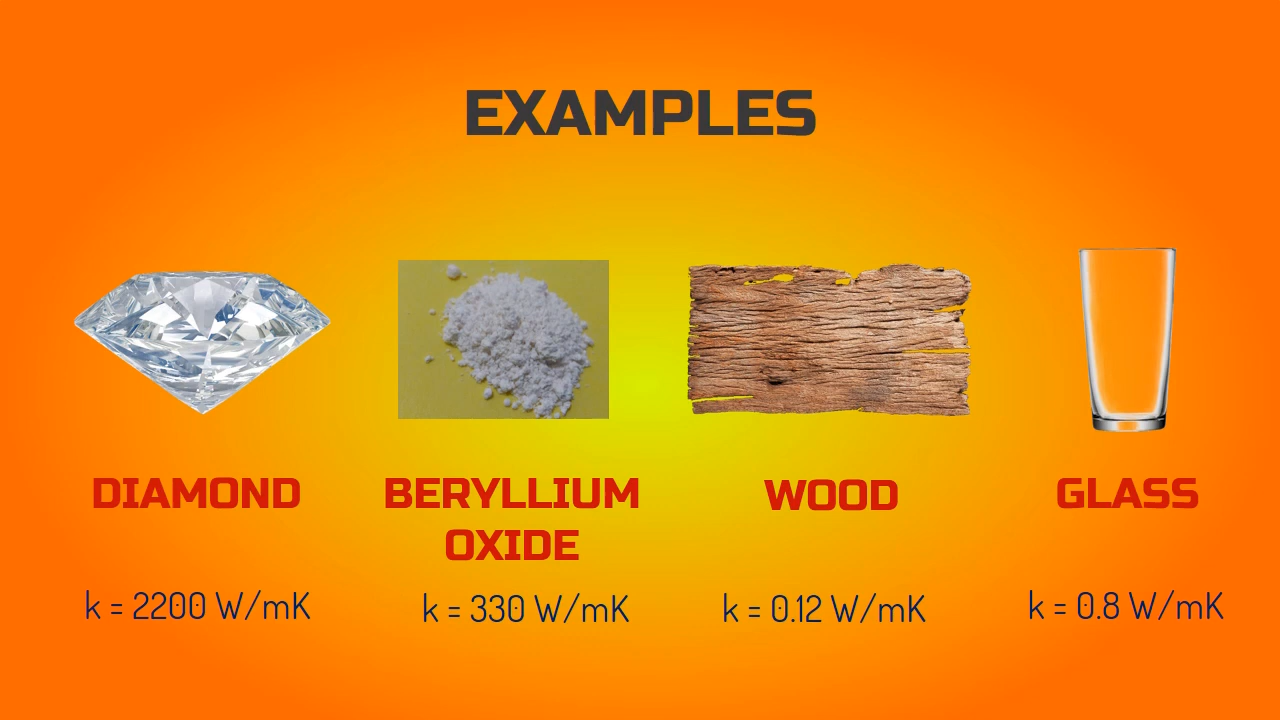 EXAMPLES
DIAMOND
k = 2200 W/mK
BERYLLIUM
OXIDE
k = 330 W/mK
WOOD
k = 0.12 W/mK
GLASS
k = 0.8 W/mK